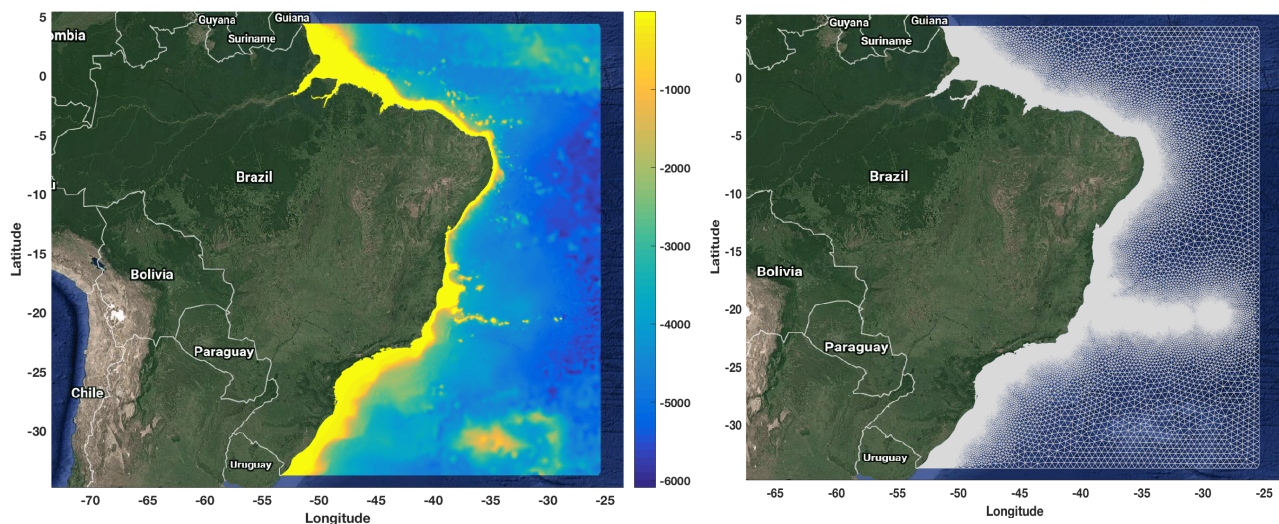 5
0
-5
-10
-15
-20
-25
-30
Latitude
-70
-65
-60
-55
-50
-45
-40
-35
-30
-25
Longitude
Guyana
Guiana
Suriname
ombia
Brazil
Bolivia
Paraguay
Chile
Uruguay
-1000
-2000
-3000
-4000
-5000
-6000
5
0
-5
-10
-15
-20
-25
-30
Latitude
-65
-60
-55
-50
-45
-40
-35
-30
-25
Longitude
Guyana
Guiana
Suriname
Brazil
Bolivia
Paraguay
Uruguay